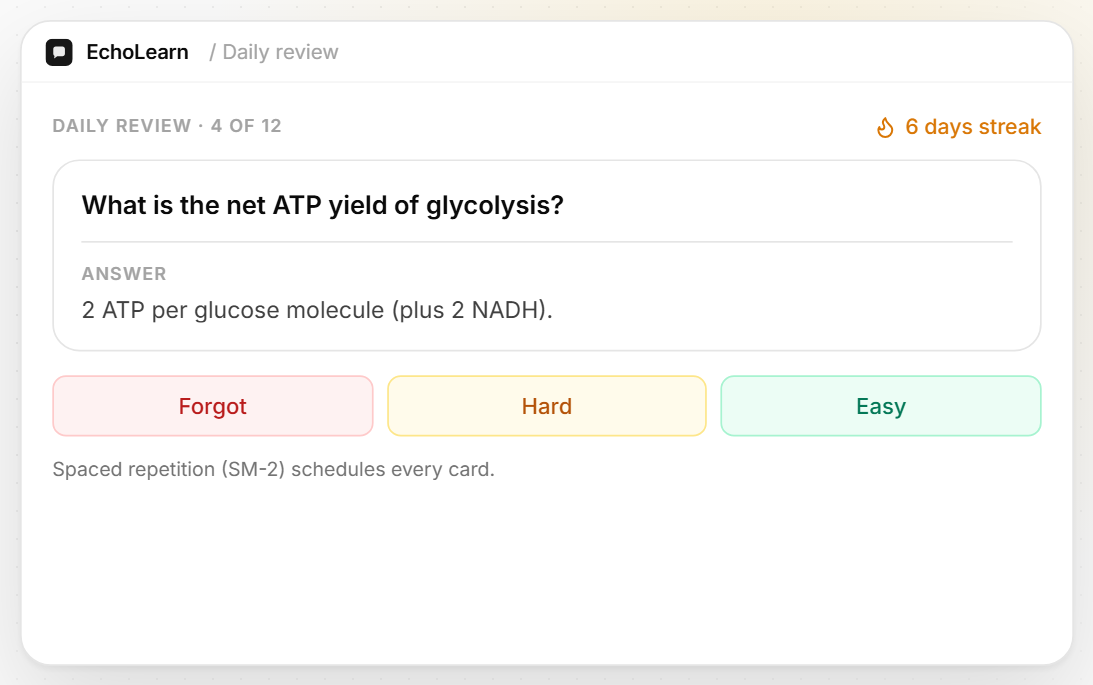 EchoLearn / Daily review
DAILY REVIEW · 4 OF 12
6 days streak
What is the net ATP yield of glycolysis?
ANSWER
2 ATP per glucose molecule (plus 2 NADH).
Forgot
Hard
Easy
Spaced repetition (SM-2) schedules every card.